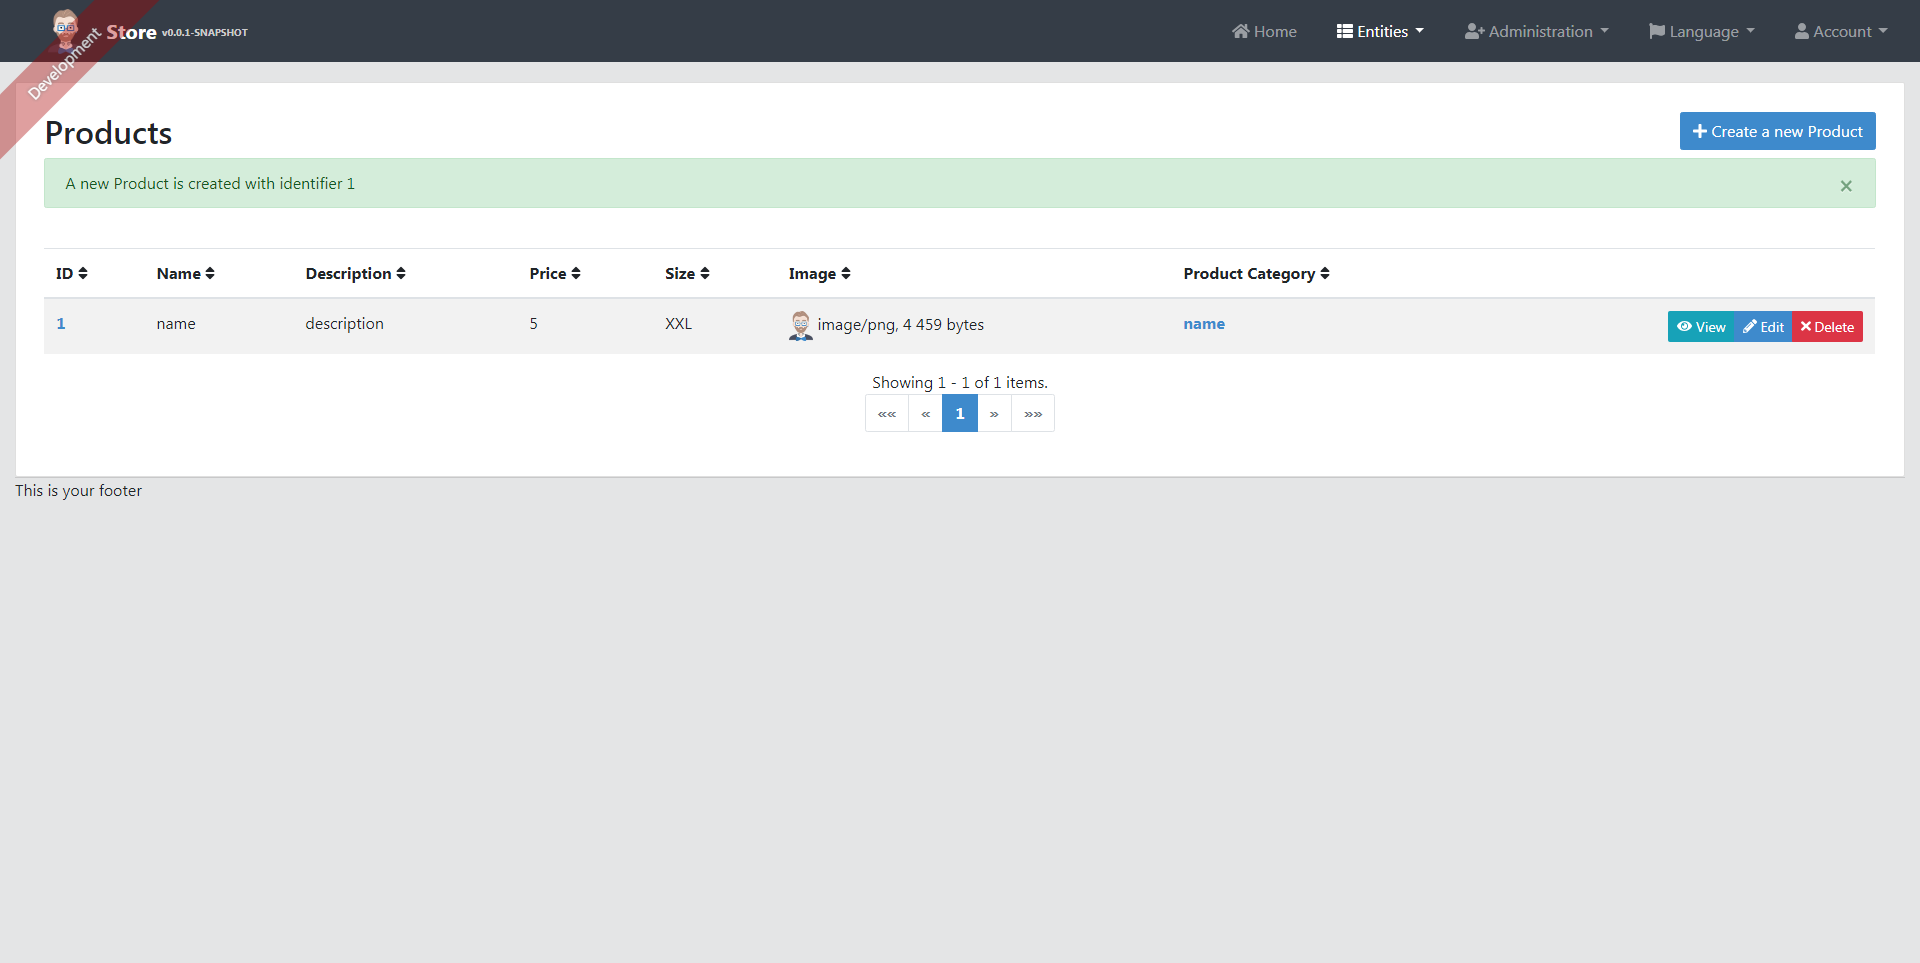 Development
Store v0.0.1-SNAPSHOT
Home Entities Administration Language Account
Products
Create a new Product
A new Product is created with identifier 1
×
ID Name Description Price Size Image Product Category
1 name description 5 XXL image/png, 4 459 bytes name View Edit Delete
Showing 1 - 1 of 1 items.
«« « 1 » »»
This is your footer